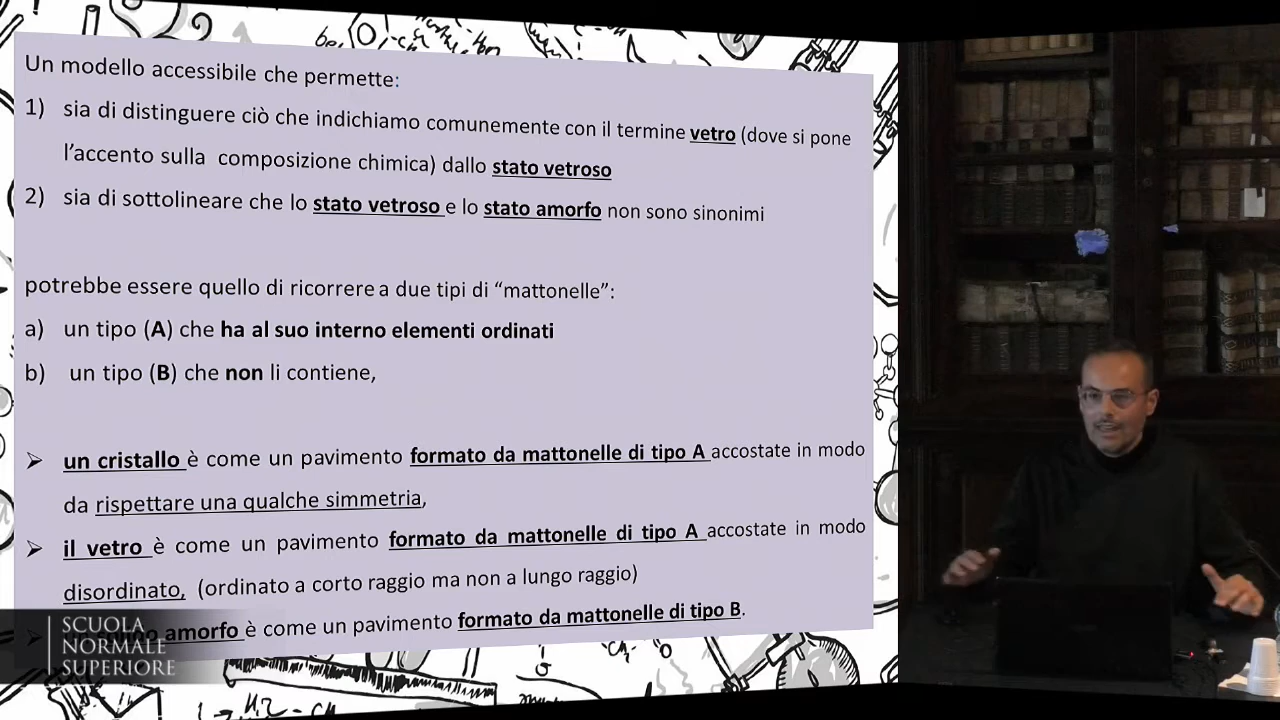 Un modello accessibile che permette:
1) sia di distinguere ciò che indichiamo comunemente con il termine vetro (dove si pone
l'accento sulla composizione chimica) dallo stato vetroso
2) sia di sottolineare che lo stato vetroso e lo stato amorfo non sono sinonimi
potrebbe essere quello di ricorrere a due tipi di “mattonelle”:
a) un tipo (A) che ha al suo interno elementi ordinati
b) un tipo (B) che non li contiene,
➢ un cristallo è come un pavimento formato da mattonelle di tipo A accostate in modo
da rispettare una qualche simmetria,
➢ il vetro è come un pavimento formato da mattonelle di tipo A accostate in modo
disordinato, (ordinato a corto raggio ma non a lungo raggio)
amorfo è come un pavimento formato da mattonelle di tipo B.
SCUOLA
NORMALE
SUPERIORE